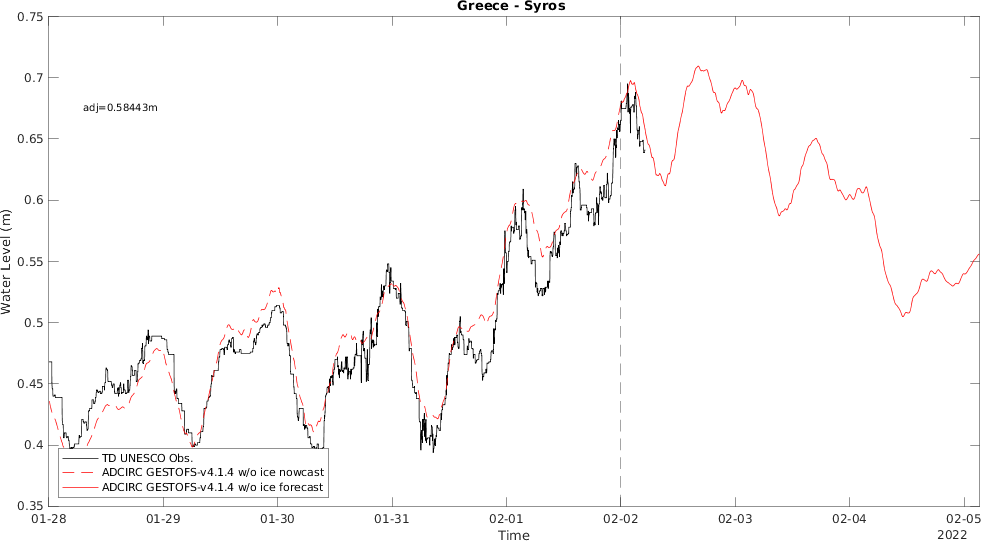 Greece - Syros
0.75
0.7
0.65
0.6
0.55
0.5
0.45
0.4
0.35
Water Level (m)
adj=0.58443m
TD UNESCO Obs.
ADCIRC GESTOFS-v4.1.4 w/o ice nowcast
ADCIRC GESTOFS-v4.1.4 w/o ice forecast
01-28 01-29 01-30 01-31 02-01 02-02 02-03 02-04 02-05
Time
2022